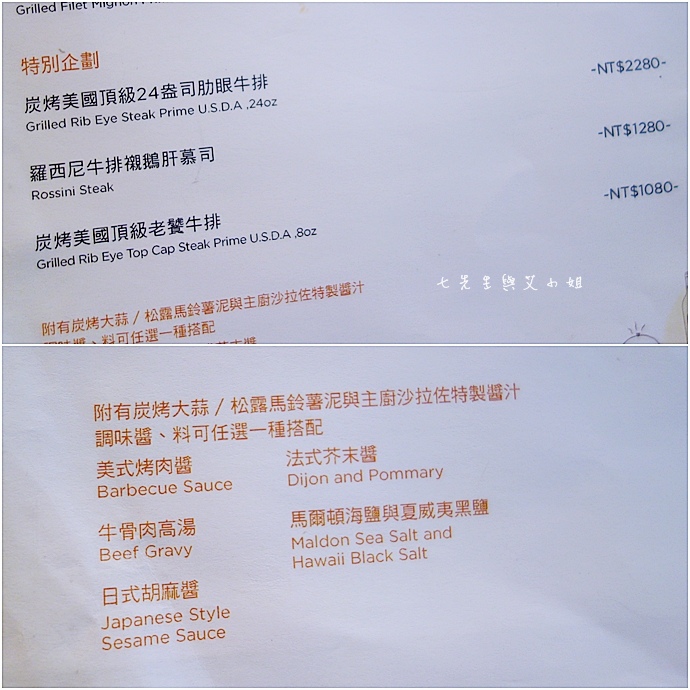 Grilled Filet Mignon
特別企劃
炭烤美國頂級24盎司肋眼牛排
Grilled Rib Eye Steak Prime U.S.D.A ,24oz
-NT$2280-
羅西尼牛排襯鵝肝慕司
Rossini Steak
-NT$1280-
炭烤美國頂級老饕牛排
Grilled Rib Eye Top Cap Steak Prime U.S.D.A ,8oz
-NT$1080-
七先生與艾小姐
附有炭烤大蒜 / 松露馬鈴薯泥與主廚沙拉佐特製醬汁
調味醬、料可任選一種搭配
附有炭烤大蒜 / 松露馬鈴薯泥與主廚沙拉佐特製醬汁
調味醬、料可任選一種搭配
美式烤肉醬
Barbecue Sauce
法式芥末醬
Dijon and Pommary
牛骨肉高湯
Beef Gravy
馬爾頓海鹽與夏威夷黑鹽
Maldon Sea Salt and
Hawaii Black Salt
日式胡麻醬
Japanese Style
Sesame Sauce